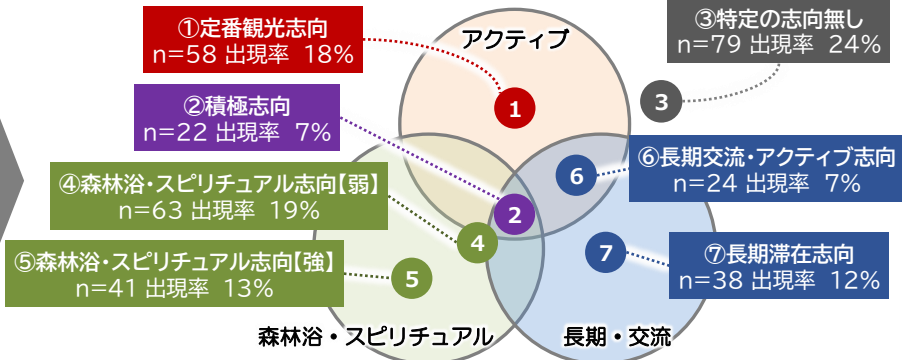 ①定番観光志向
n=58 出現率 18%
アクティブ
③特定の志向無し
n=79 出現率 24%
②積極志向
n=22 出現率 7%
1
3
④森林浴・スピリチュアル志向【弱】
n=63 出現率 19%
6
⑥長期交流・アクティブ志向
n=24 出現率 7%
2
4
⑤森林浴・スピリチュアル志向【強】
n=41 出現率 13%
5
7
⑦長期滞在志向
n=38 出現率 12%
森林浴・スピリチュアル
長期・交流